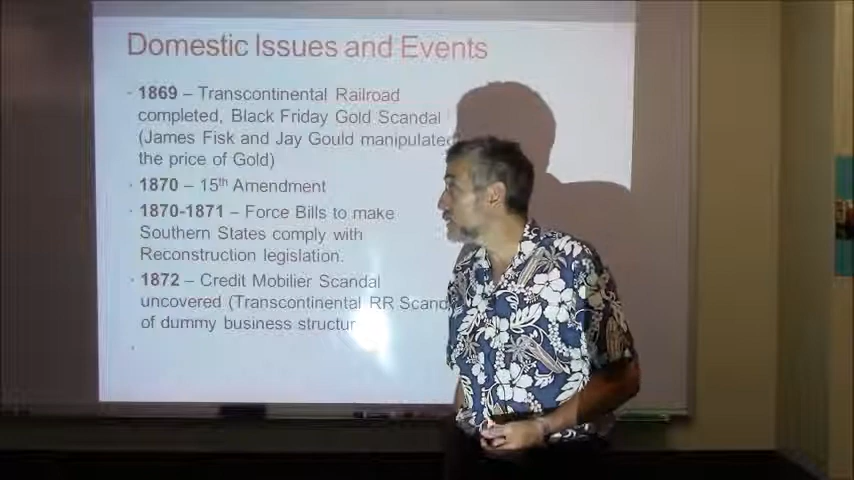 Domestic Issues and Events
· 1869 – Transcontinental Railroad
completed, Black Friday Gold Scandal
(James Fisk and Jay Gould manipulated
the price of Gold)
· 1870 – 15th Amendment
· 1870-1871 – Force Bills to make
Southern States comply with
Reconstruction legislation.
· 1872 – Credit Mobilier Scandal
uncovered (Transcontinental RR
of dummy business